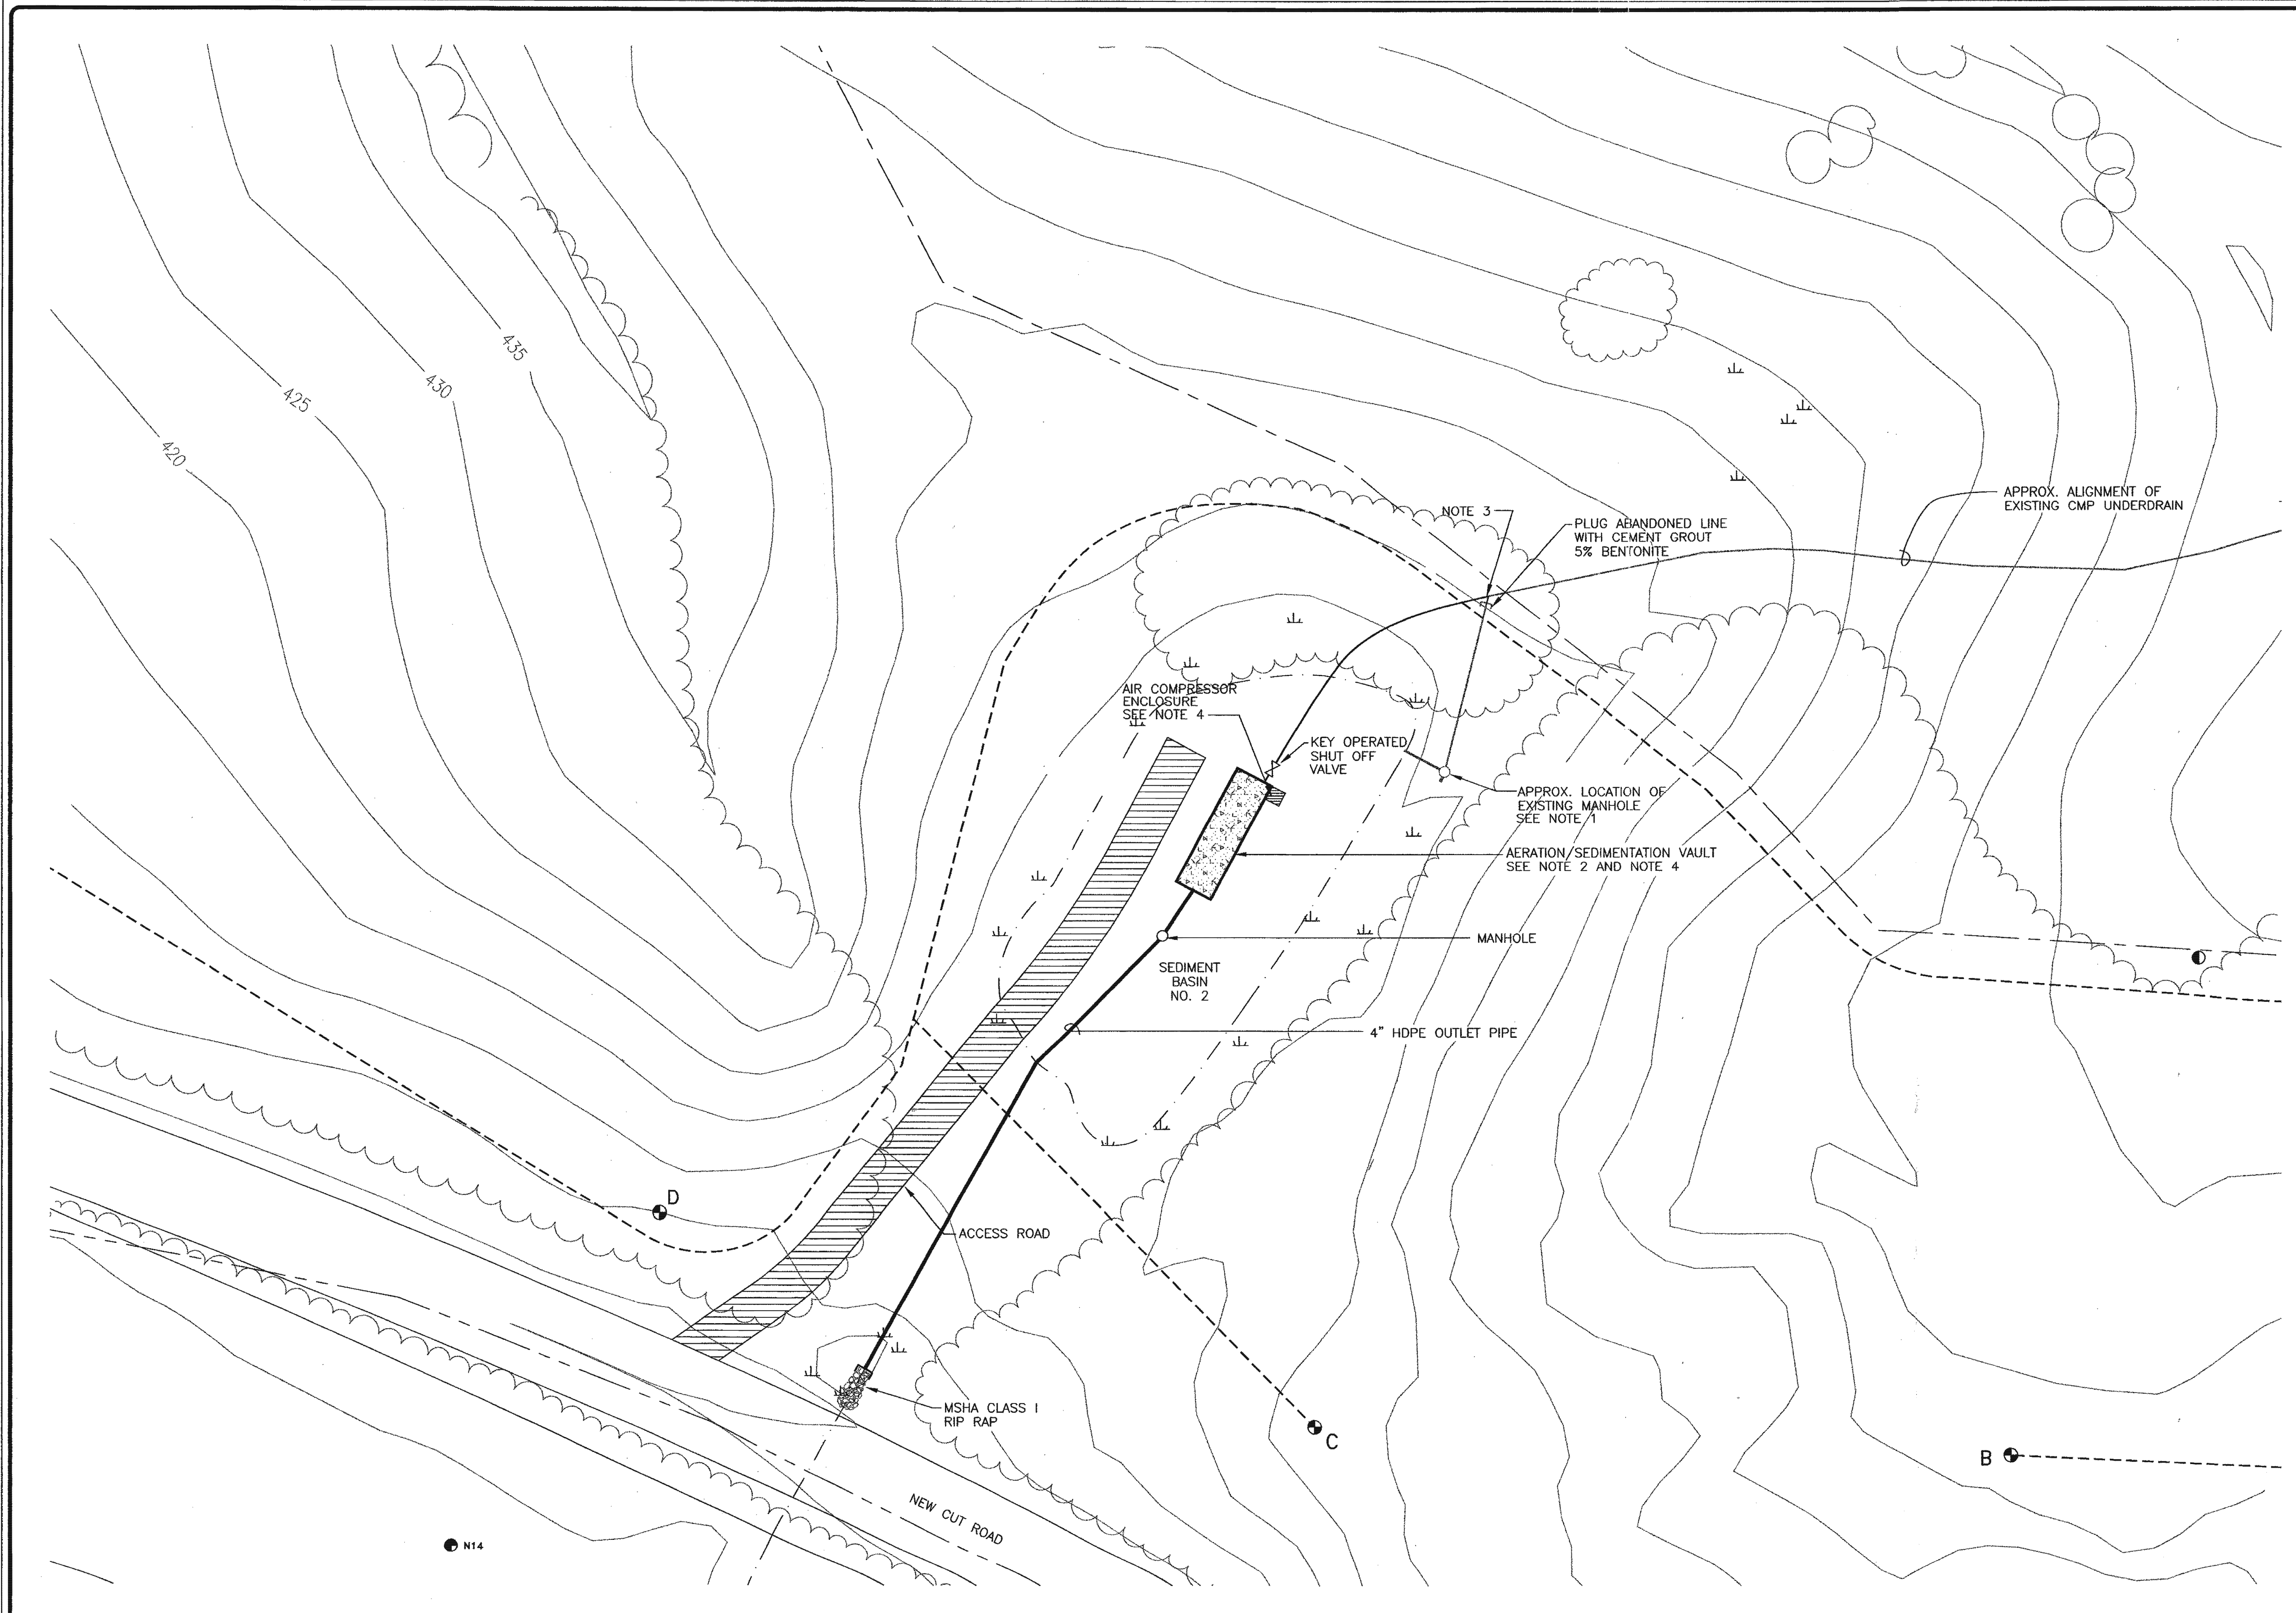 435
430
425
420
NOTE 3
PLUG ABANDONED LINE
WITH CEMENT GROUT
5% BENTONITE
APPROX. ALIGNMENT OF
EXISTING CMP UNDERDRAIN
AIR COMPRESSOR
ENCLOSURE
SEE NOTE 4
KEY OPERATED
SHUT OFF
VALVE
APPROX. LOCATION OF
EXISTING MANHOLE
SEE NOTE 1
AERATION/SEDIMENTATION VAULT
SEE NOTE 2 AND NOTE 4
MANHOLE
SEDIMENT
BASIN
NO. 2
4" HDPE OUTLET PIPE
D
ACCESS ROAD
MSHA CLASS I
RIP RAP
C
B
NEW CUT ROAD
N14